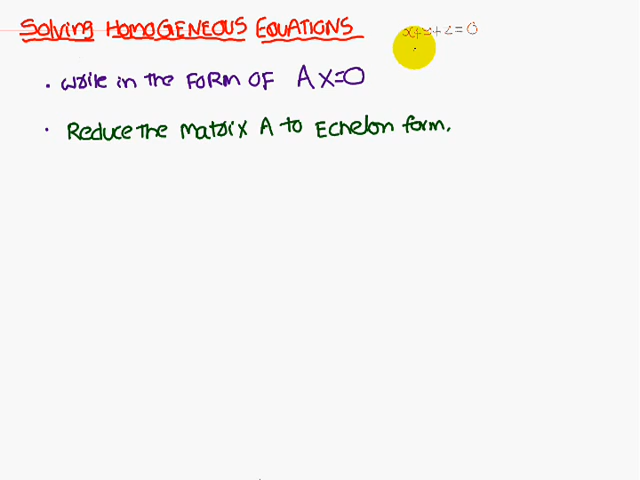 Solving HOMOGENEOUS EQUATIONS
x+y+z=0
. write in the FORM OF AX=0
. Reduce the matrix A to Echelon form.